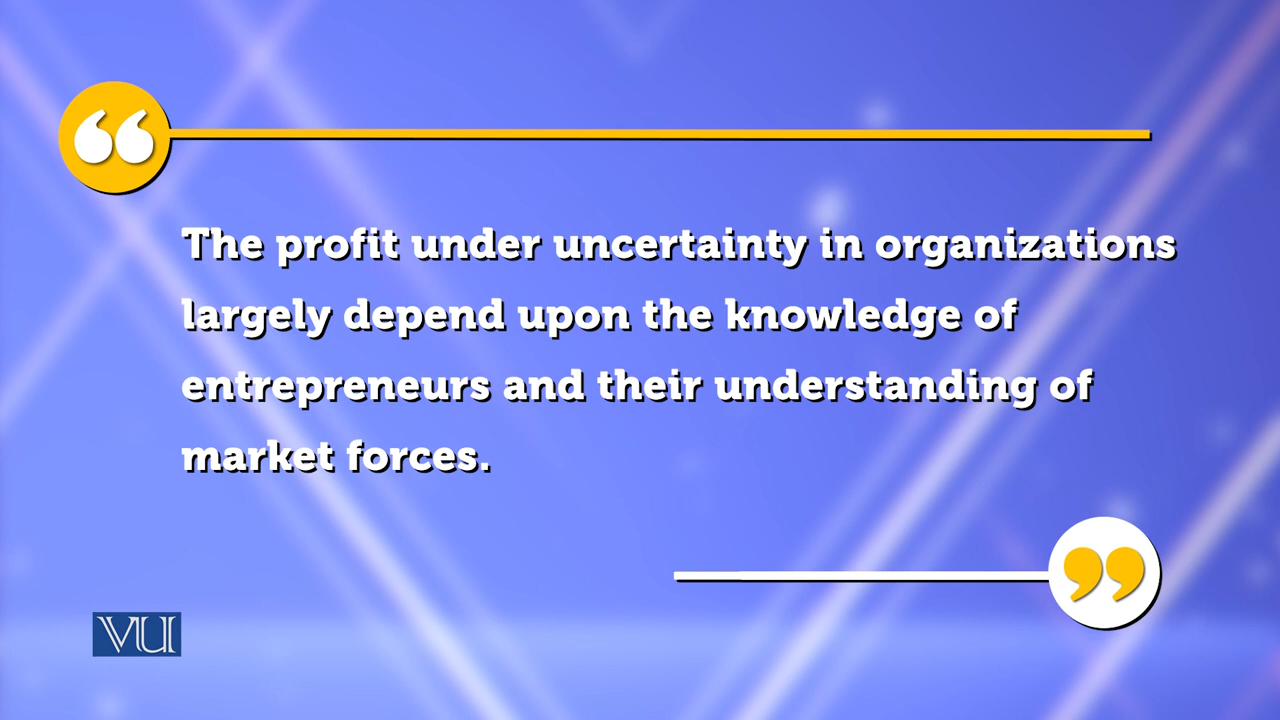 “
The profit under uncertainty in organizations
largely depend upon the knowledge of
entrepreneurs and their understanding of
market forces.
”
VU